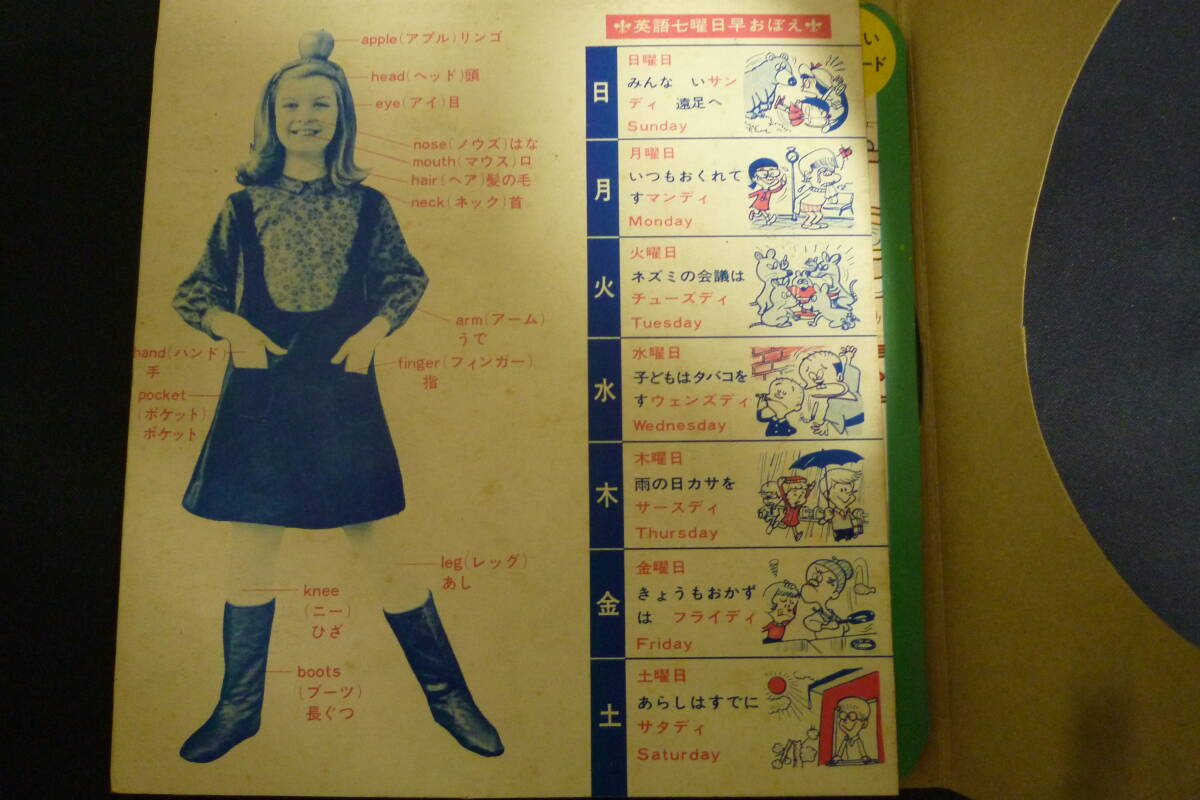 apple(アプル)リンゴ
head(ヘッド)頭
eye(アイ)目
nose(ノウズ)はな
mouth(マウス)口
hair(ヘア)髪の毛
neck(ネック)首
arm(アーム)
うで
hand(ハンド)
手
finger(フィンガー)
指
pocket
(ポケット)
ポケット
leg(レッグ)
あし
knee
(ニー)
ひざ
boots
(ブーツ)
長ぐつ
英語七曜日早おぼえ
日
日曜日
みんな いサン
ディ 遠足へ
Sunday
月
月曜日
いつもおくれて
すマンディ
Monday
火
火曜日
ネズミの会議は
チューズディ
Tuesday
水
水曜日
子どもはタバコを
すウェンズディ
Wednesday
木
木曜日
雨の日カサを
サースディ
Thursday
金
金曜日
きょうもおかず
は フライディ
Friday
土
土曜日
あらしはすでに
サタディ
Saturday
い
ード